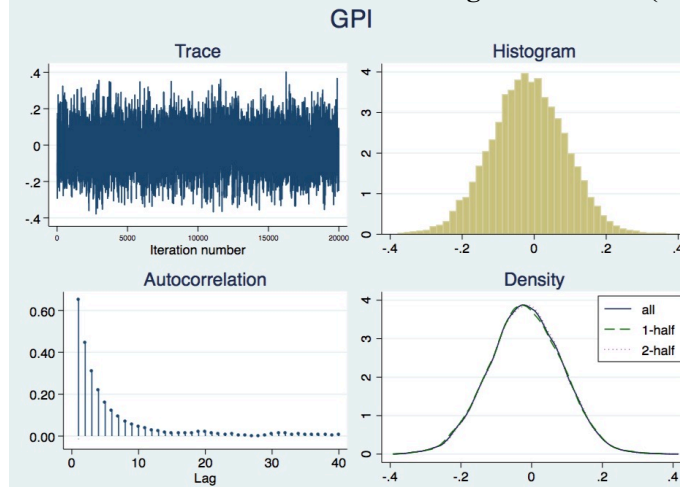 GPI
Trace
.4
.2
0
-.2
-.4
0 5000 10000 15000 20000
Iteration number
Histogram
4
3
2
1
0
-.4 -.2 0 .2 .4
Autocorrelation
0.60
0.40
0.20
0.00
0 10 20 30 40
Lag
Density
4
3
2
1
0
-.4 -.2 0 .2 .4
all
1-half
2-half